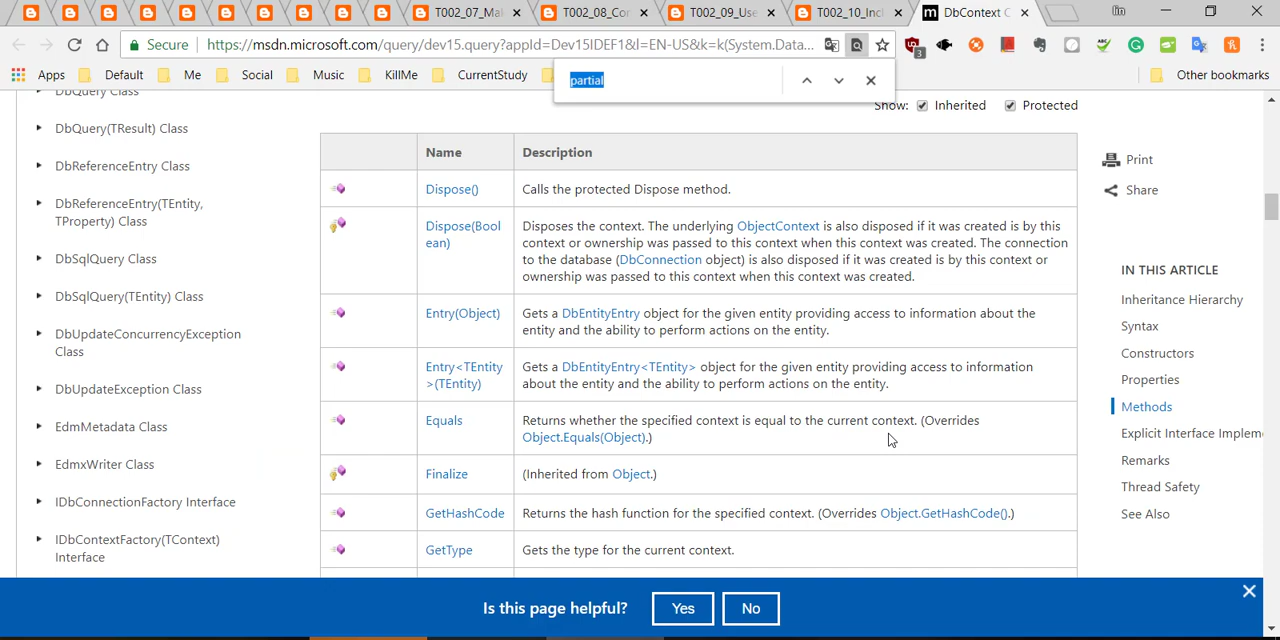 T002_07_Mal
T002_08_Cor
T002_09_Use
T002_10_Incl
DbContext C
Secure
https://msdn.microsoft.com/query/dev15.query?appId=Dev15IDEF1&l=EN-US&k=k(System.Data...
3
Apps
Default
Me
Social
Music
KillMe
CurrentStudy
Other bookmarks
partial
Show:
Inherited
Protected
DbQuery Class
DbQuery(TResult) Class
DbReferenceEntry Class
DbReferenceEntry(TEntity,
TProperty) Class
DbSqlQuery Class
DbSqlQuery(TEntity) Class
DbUpdateConcurrencyException
Class
DbUpdateException Class
EdmMetadata Class
EdmxWriter Class
IDbConnectionFactory Interface
IDbContextFactory(TContext)
Interface
Name
Description
Dispose()
Calls the protected Dispose method.
Dispose(Bool
ean)
Disposes the context. The underlying ObjectContext is also disposed if it was created is by this
context or ownership was passed to this context when this context was created. The connection
to the database (DbConnection object) is also disposed if it was created is by this context or
ownership was passed to this context when this context was created.
Entry(Object)
Gets a DbEntityEntry object for the given entity providing access to information about the
entity and the ability to perform actions on the entity.
Entry<TEntity
>(TEntity)
Gets a DbEntityEntry<TEntity> object for the given entity providing access to information
about the entity and the ability to perform actions on the entity.
Equals
Returns whether the specified context is equal to the current context. (Overrides
Object.Equals(Object).)
Finalize
(Inherited from Object.)
GetHashCode
Returns the hash function for the specified context. (Overrides Object.GetHashCode().)
GetType
Gets the type for the current context.
Print
Share
IN THIS ARTICLE
Inheritance Hierarchy
Syntax
Constructors
Properties
Methods
Explicit Interface Implem
Remarks
Thread Safety
See Also
Is this page helpful?
Yes
No